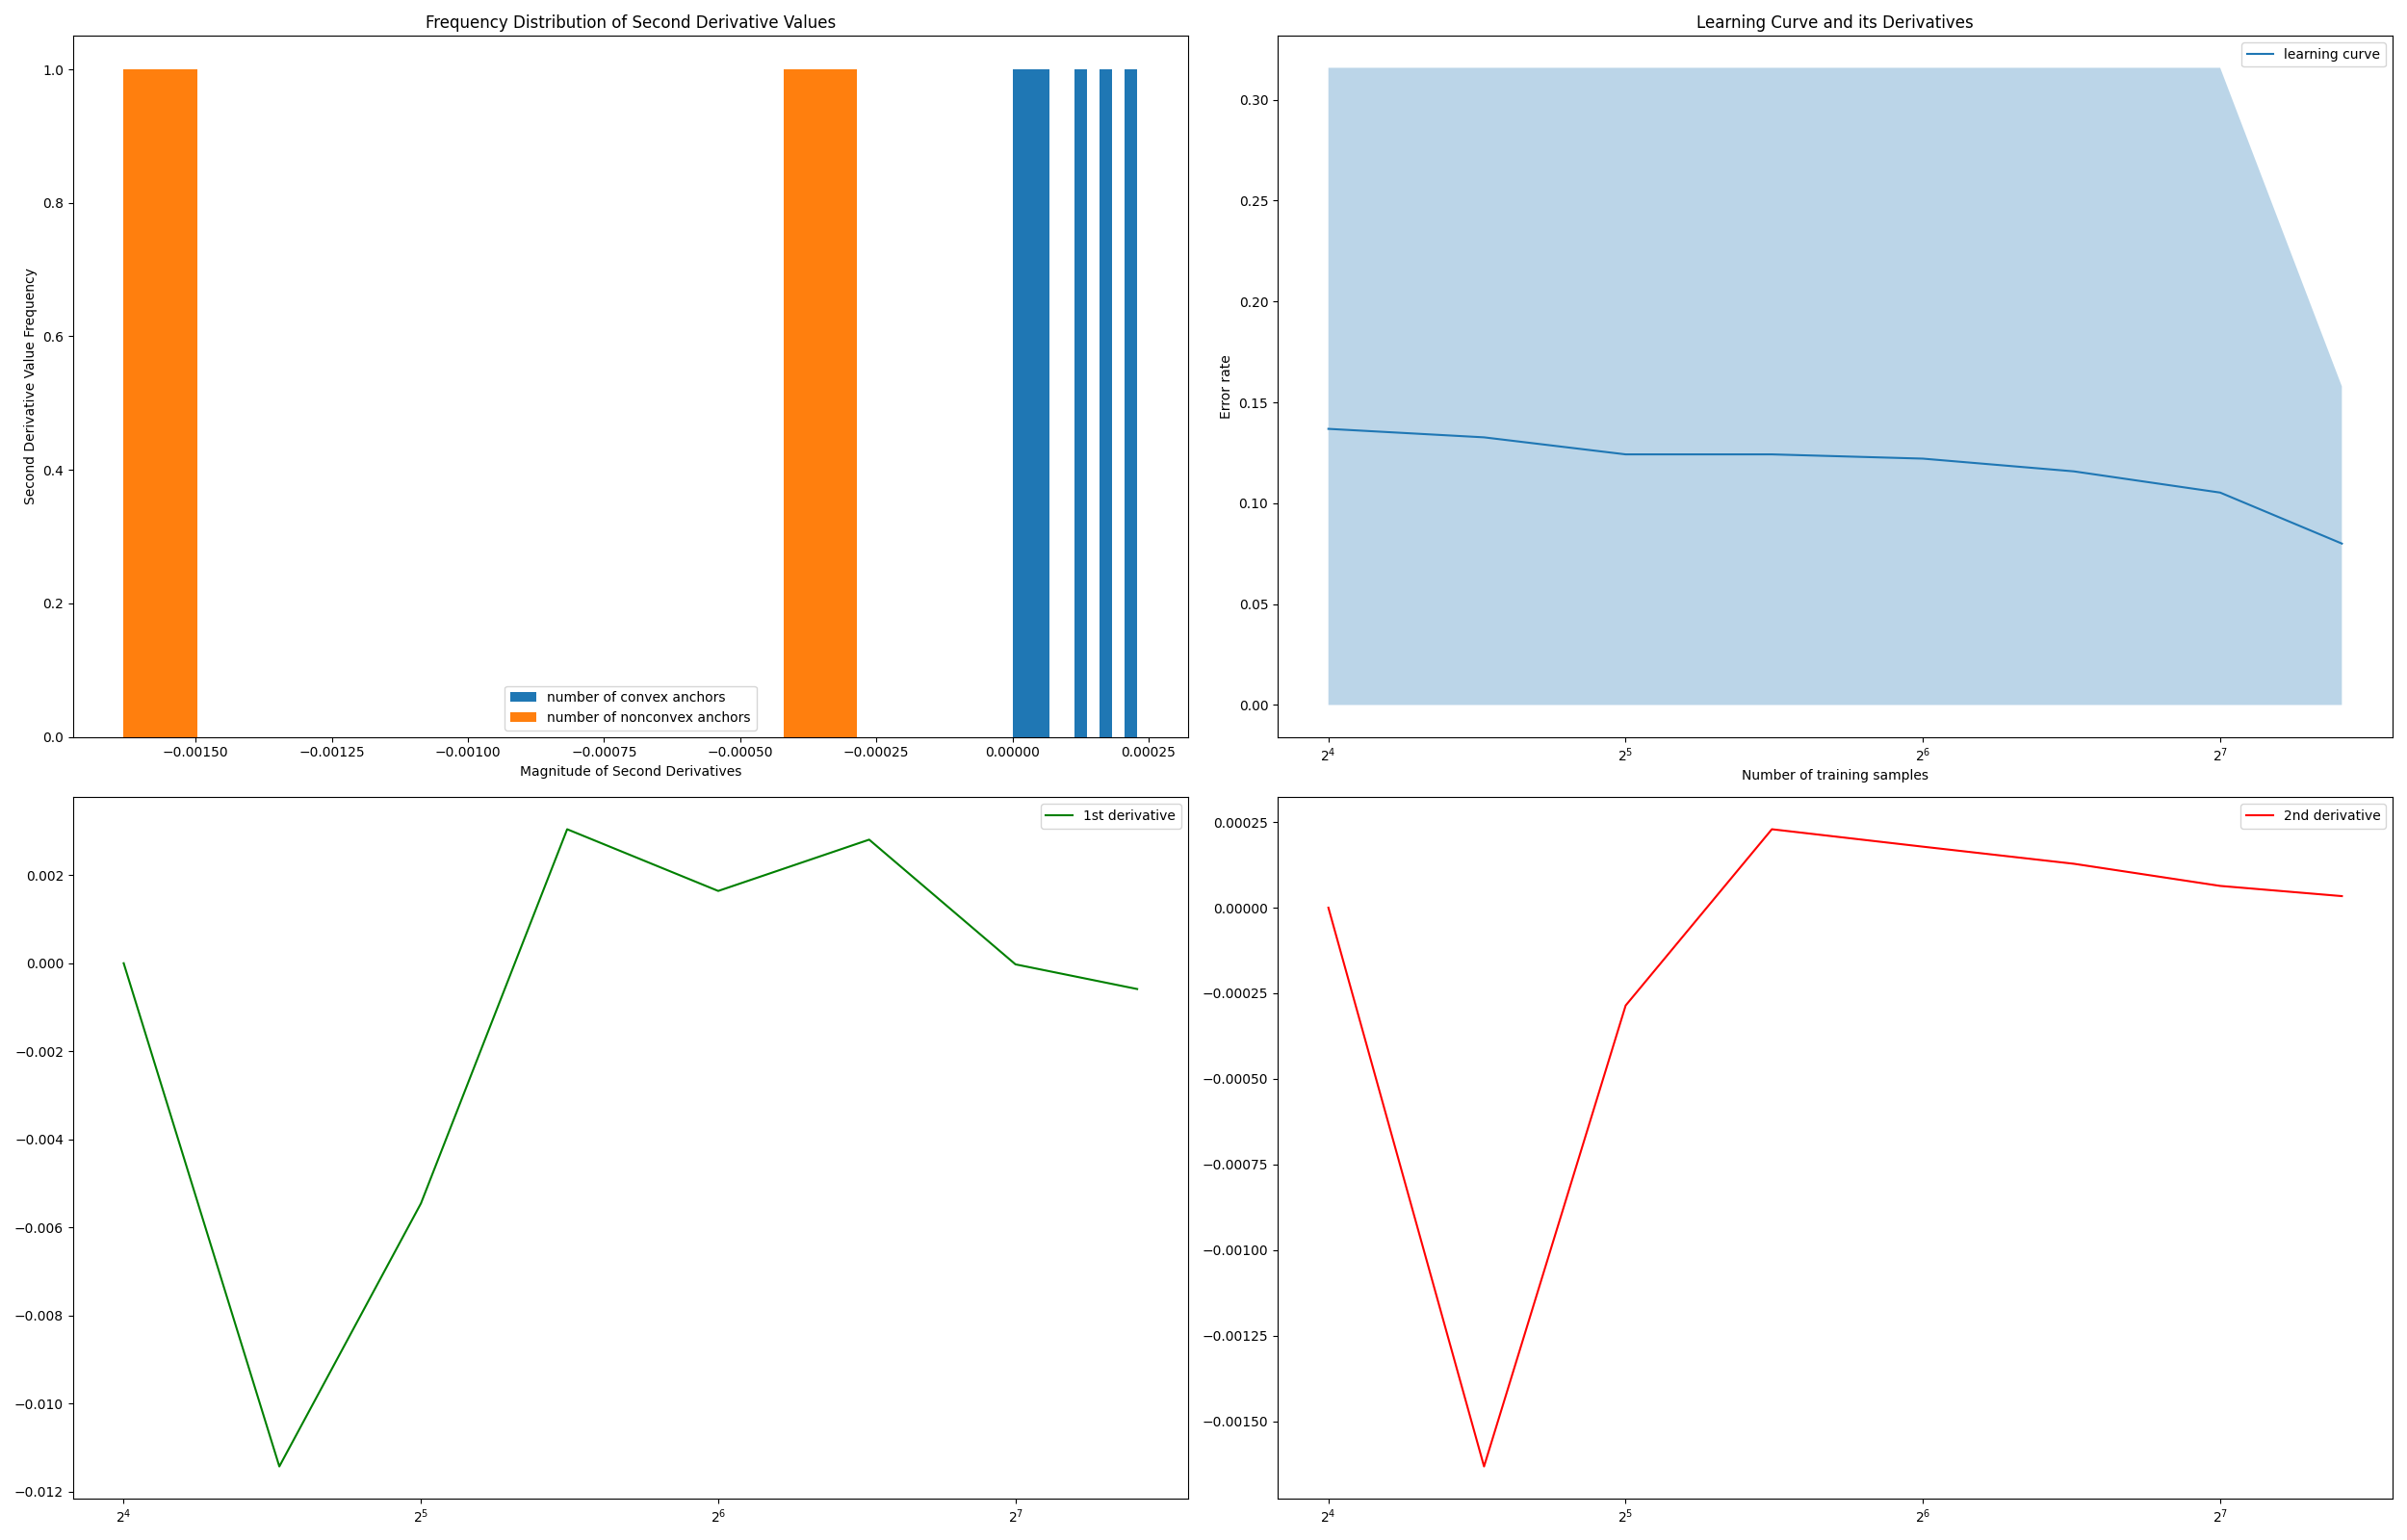 Frequency Distribution of Second Derivative Values
Second Derivative Value Frequency
1.0
0.8
0.6
0.4
0.2
0.0
number of convex anchors
number of nonconvex anchors
−0.00150 −0.00125 −0.00100 −0.00075 −0.00050 −0.00025 0.00000 0.00025
Magnitude of Second Derivatives
Learning Curve and its Derivatives
learning curve
Error rate
0.30
0.25
0.20
0.15
0.10
0.05
0.00
2⁴ 2⁵ 2⁶ 2⁷
Number of training samples
1st derivative
0.002
0.000
−0.002
−0.004
−0.006
−0.008
−0.010
−0.012
2⁴ 2⁵ 2⁶ 2⁷
2nd derivative
0.00025
0.00000
−0.00025
−0.00050
−0.00075
−0.00100
−0.00125
−0.00150
2⁴ 2⁵ 2⁶ 2⁷